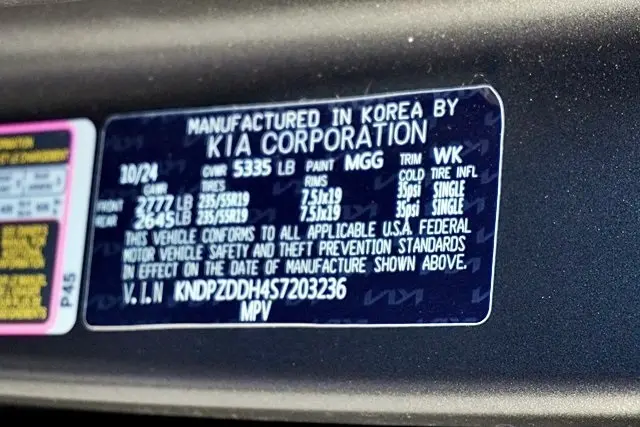 MANUFACTURED IN KOREA BY
KIA CORPORATION
10/24 GVWR 5335 LB PAINT MGG TRIM WK
GAWR TIRES RIMS COLD TIRE INFL
FRONT 2777 LB 235/55R19 7.5Jx19 35psi SINGLE
REAR 2645 LB 235/55R19 7.5Jx19 35psi SINGLE
THIS VEHICLE CONFORMS TO ALL APPLICABLE U.S.A. FEDERAL
MOTOR VEHICLE SAFETY AND THEFT PREVENTION STANDARDS
IN EFFECT ON THE DATE OF MANUFACTURE SHOWN ABOVE.
V.I.N KNDPZDDH4S7203236
MPV
P45